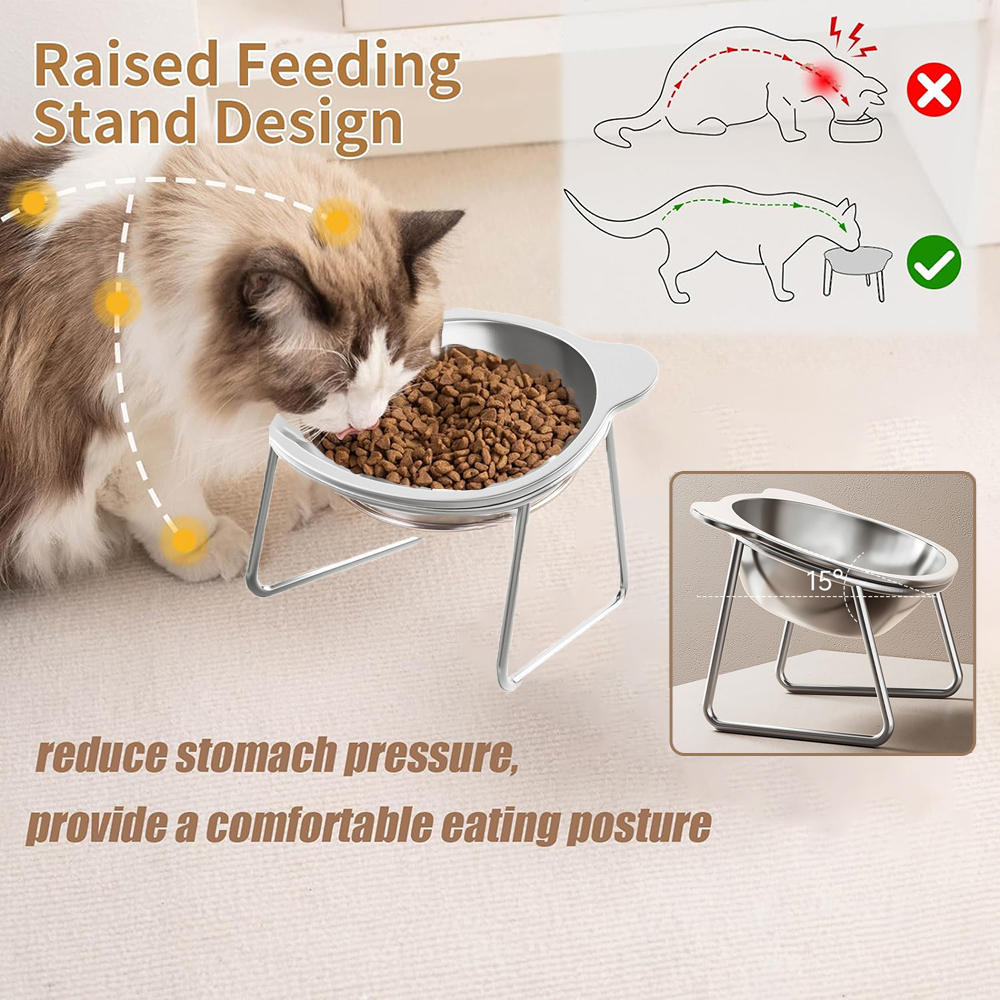 Raised Feeding
Stand Design
15°
reduce stomach pressure,
provide a comfortable eating posture